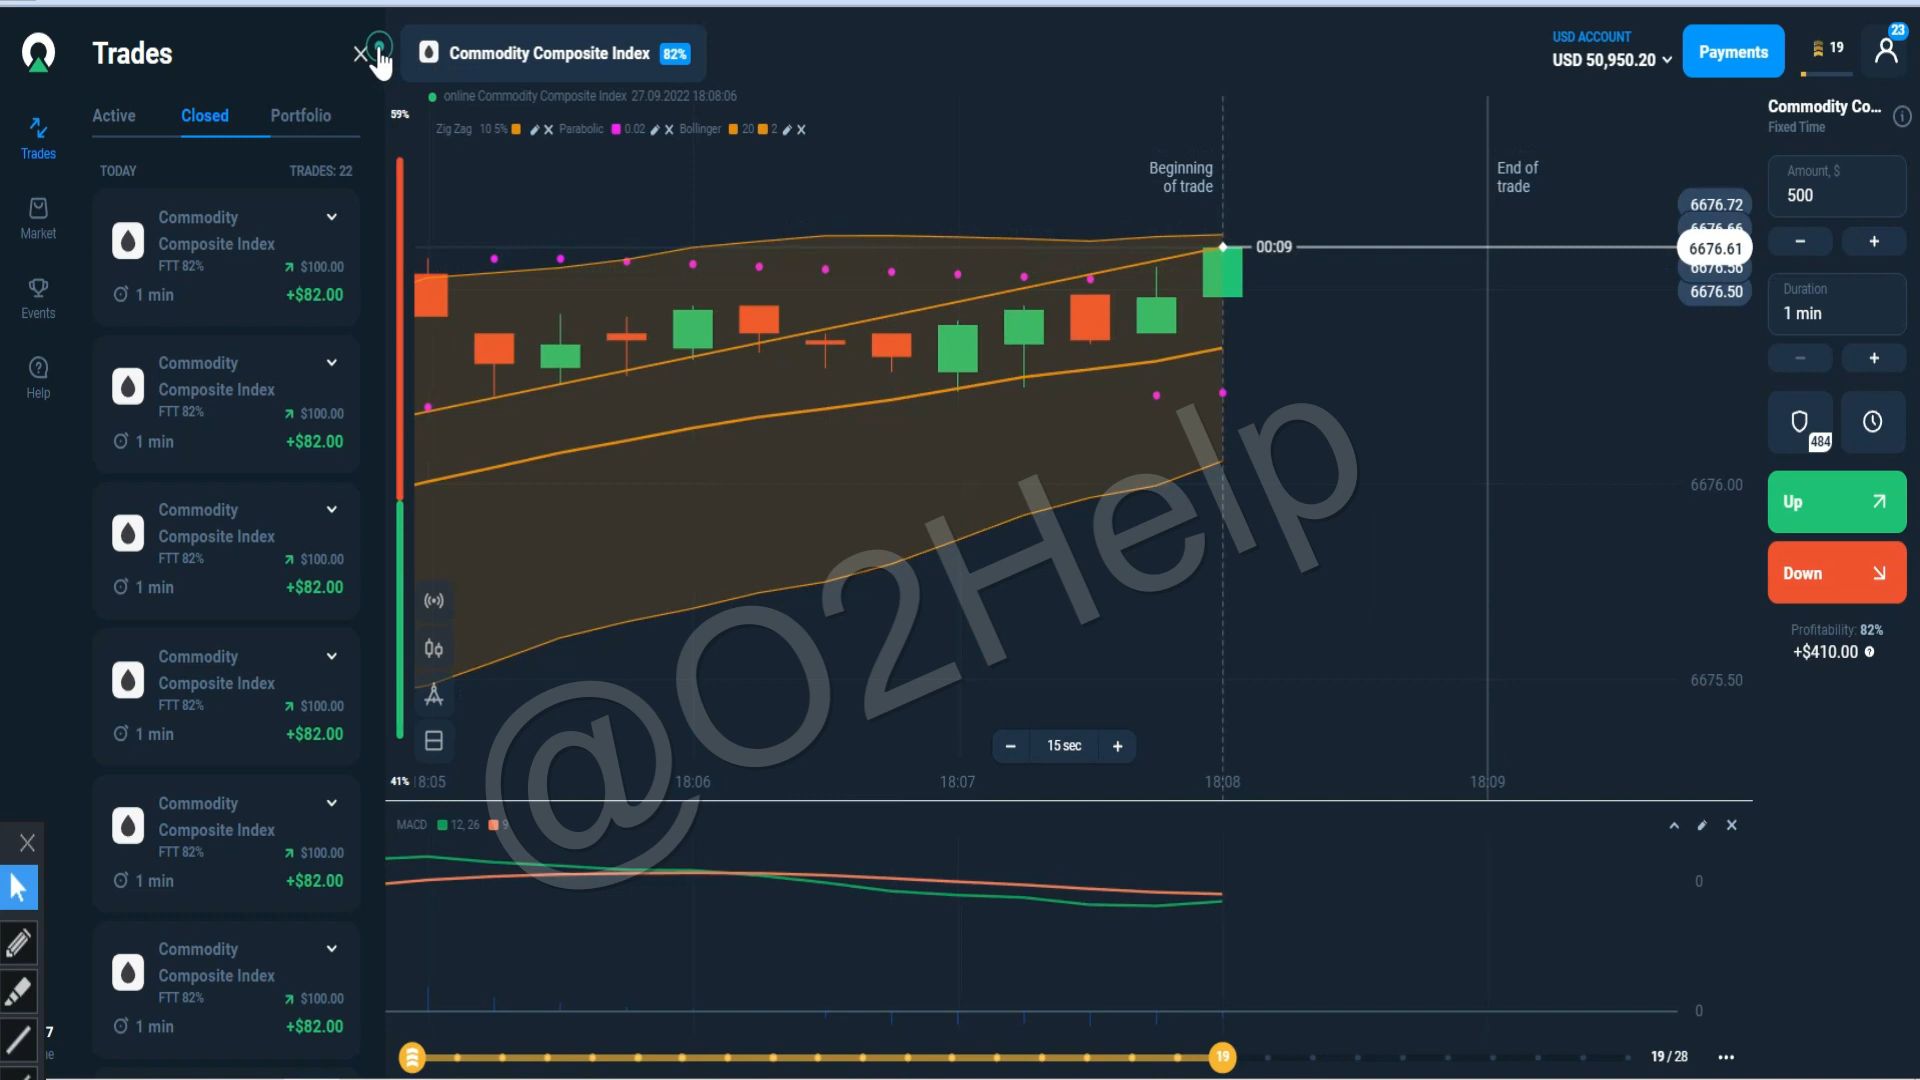 Trades
Commodity Composite Index 82%
USD ACCOUNT
USD 50,950.20
Payments
19
23
Active
Closed
Portfolio
59%
online Commodity Composite Index 27.09.2022 18:08:06
Zig Zag 10 5% Parabolic 0.02 Bollinger 20 2
TODAY
TRADES: 22
Trades
Market
Events
Help
Commodity
Composite Index
FTT 82%
$100.00
1 min
+$82.00
Commodity
Composite Index
FTT 82%
$100.00
1 min
+$82.00
Commodity
Composite Index
FTT 82%
$100.00
1 min
+$82.00
Commodity
Composite Index
FTT 82%
$100.00
1 min
+$82.00
Commodity
Composite Index
FTT 82%
$100.00
1 min
+$82.00
Commodity
Composite Index
FTT 82%
$100.00
1 min
+$82.00
Beginning
of trade
End of
trade
00:09
6676.72
6676.66
6676.61
6676.56
6676.50
6676.00
6675.50
@O2Help
15 sec
41%
18:05
18:06
18:07
18:08
18:09
MACD 12, 26 9
0
0
19
19 / 28
Commodity Co...
Fixed Time
Amount, $
500
Duration
1 min
484
Up
Down
Profitability: 82%
+$410.00
7